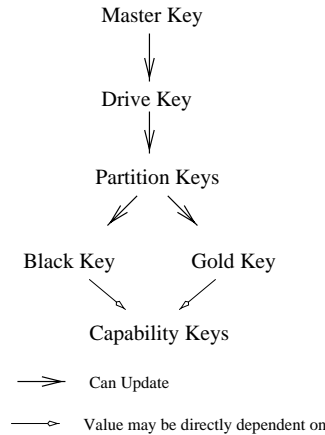 Master Key
Drive Key
Partition Keys
Black Key Gold Key
Capability Keys
Can Update
Value may be directly dependent on